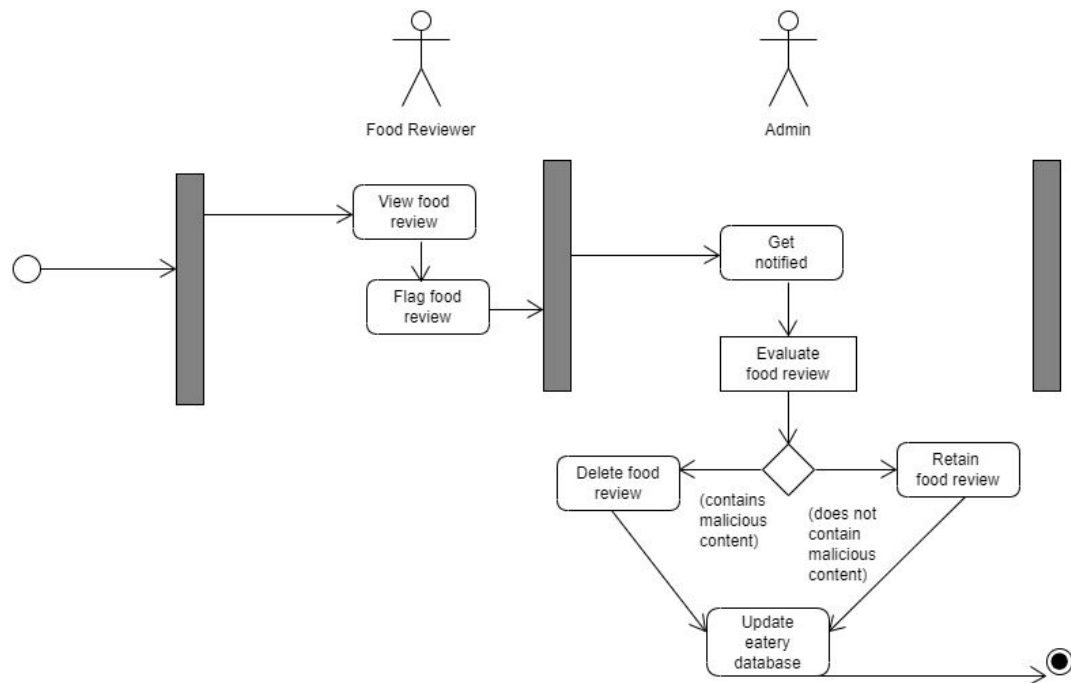 Food Reviewer
Admin
View food
review
Flag food
review
Get
notified
Evaluate
food review
Delete food
review
Retain
food review
(contains
malicious
content)
(does not
contain
malicious
content)
Update
eatery
database